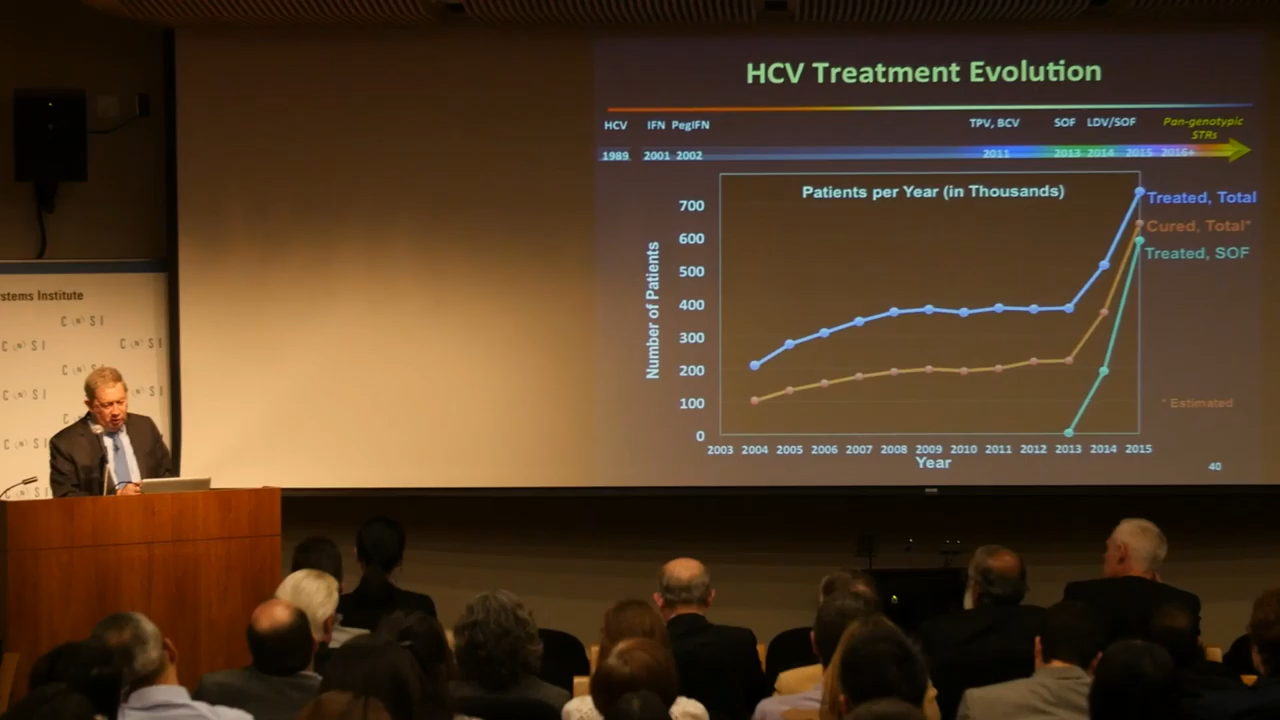 HCV Treatment Evolution
HCV IFN PegIFN TPV, BCV SOF LDV/SOF Pan-genotypic STRs
1989 2001 2002 2011 2013 2014 2015 2016+
Patients per Year (in Thousands)
700
600
500
400
300
200
100
0
Number of Patients
Treated, Total
Cured, Total*
Treated, SOF
* Estimated
2003 2004 2005 2006 2007 2008 2009 2010 2011 2012 2013 2014 2015
Year
40
stems Institute
C N S I
C N S I
C N S I
C N S I
C N S I
N S I
C N S I